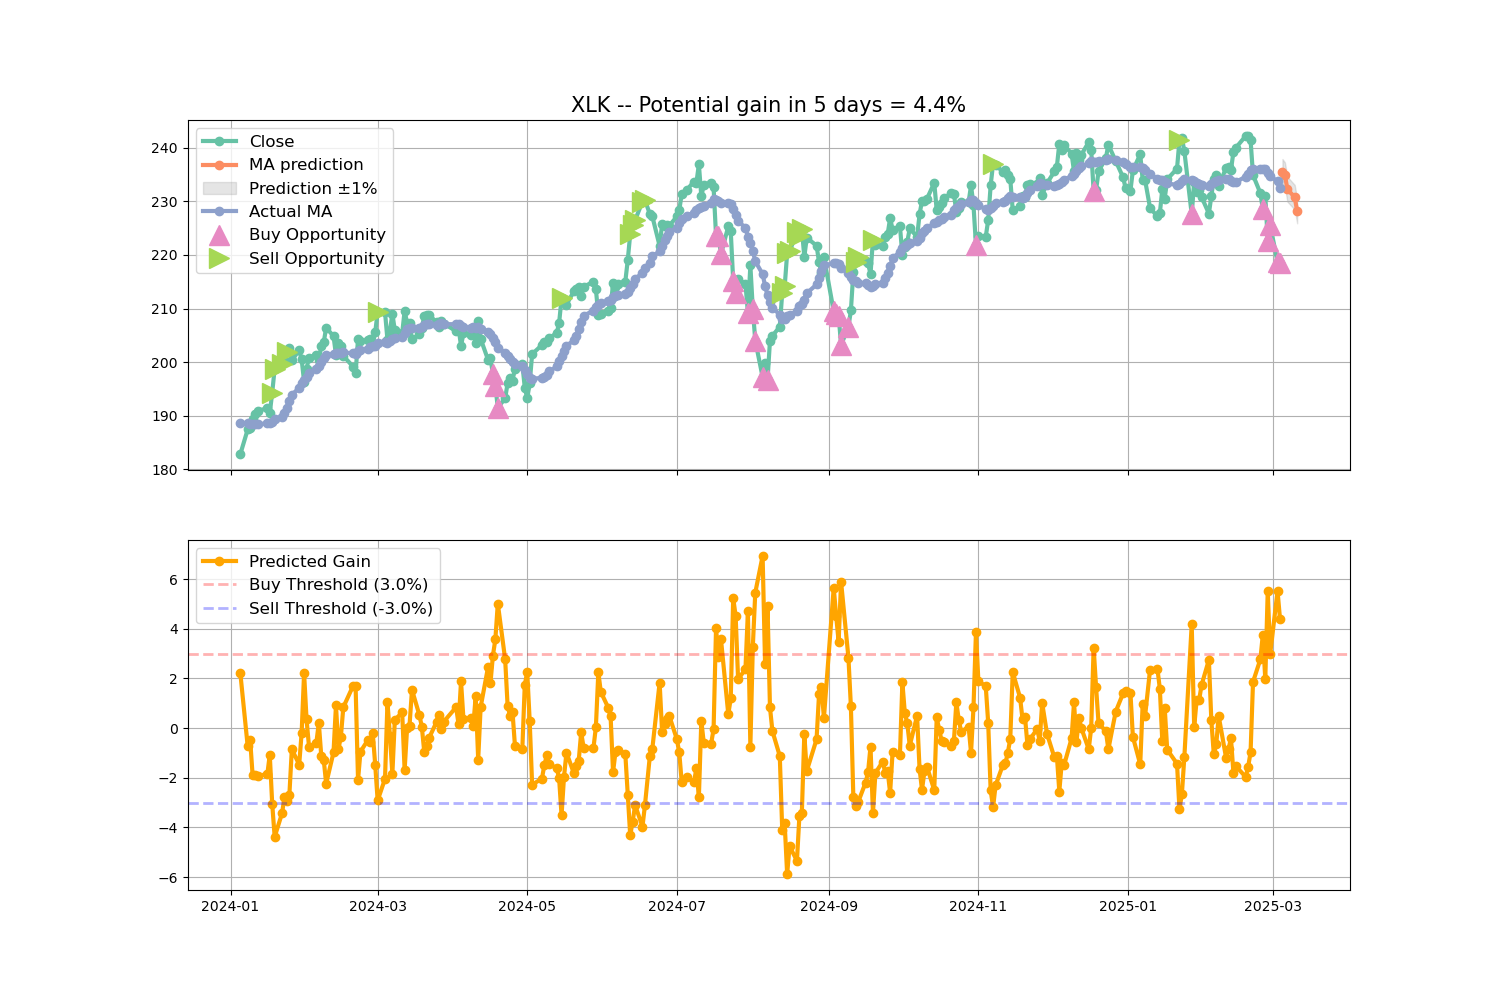 XLK -- Potential gain in 5 days = 4.4%
240
230
220
210
200
190
180
Close
MA prediction
Prediction ±1%
Actual MA
Buy Opportunity
Sell Opportunity
6
4
2
0
−2
−4
−6
Predicted Gain
Buy Threshold (3.0%)
Sell Threshold (-3.0%)
2024-01
2024-03
2024-05
2024-07
2024-09
2024-11
2025-01
2025-03